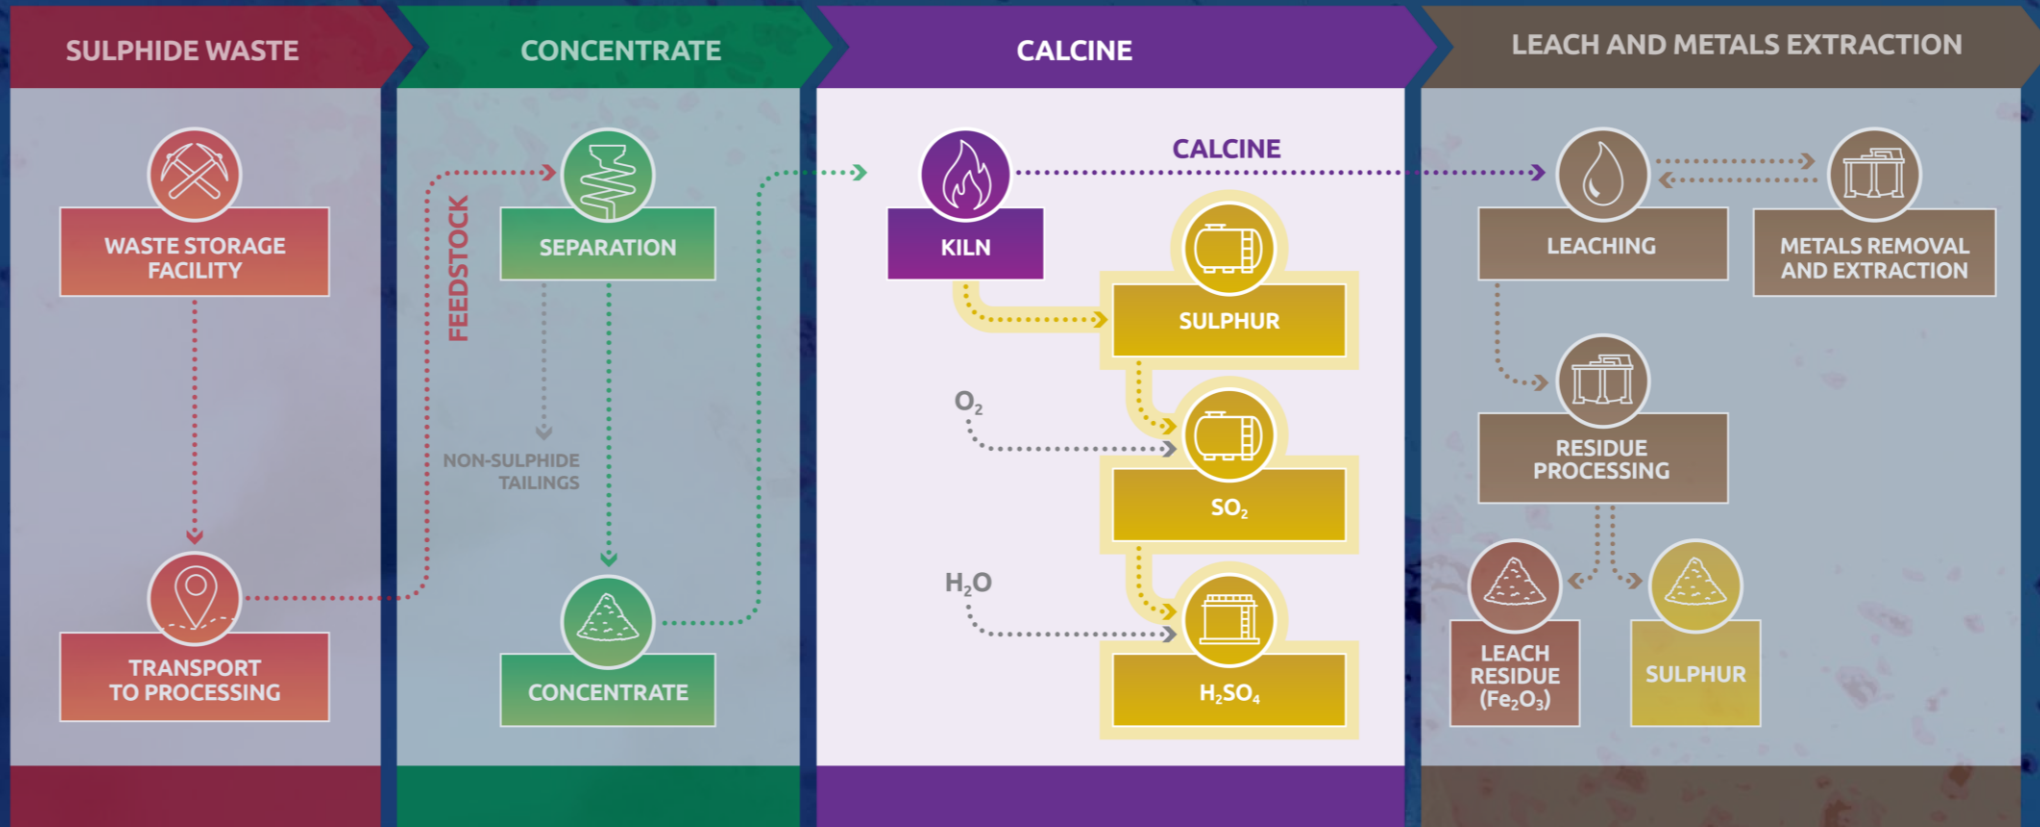 SULPHIDE WASTE
CONCENTRATE
CALCINE
LEACH AND METALS EXTRACTION
WASTE STORAGE
FACILITY
TRANSPORT
TO PROCESSING
FEEDSTOCK
SEPARATION
NON-SULPHIDE
TAILINGS
CONCENTRATE
KILN
CALCINE
SULPHUR
O₂
SO₂
H₂O
H₂SO₄
LEACHING
METALS REMOVAL
AND EXTRACTION
RESIDUE
PROCESSING
LEACH
RESIDUE
(Fe₂O₃)
SULPHUR